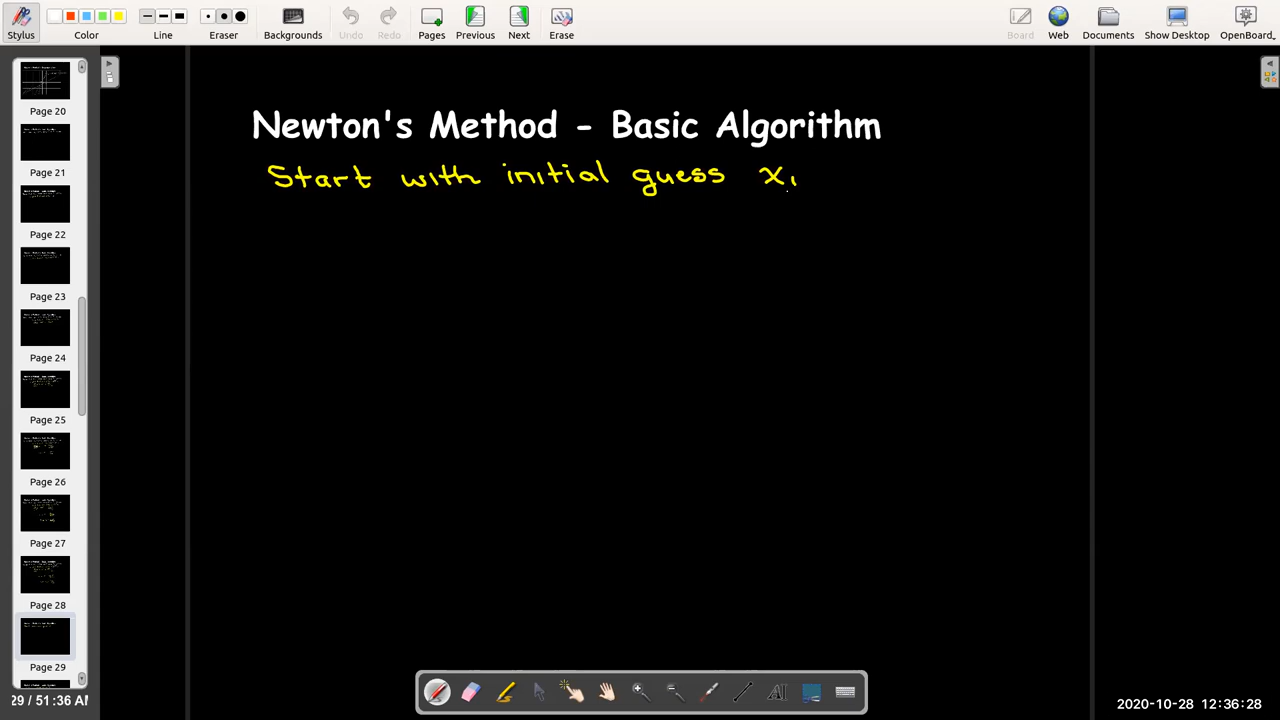 Stylus
Color
Line
Eraser
Backgrounds
Undo
Redo
Pages
Previous
Next
Erase
Board
Web
Documents
Show Desktop
OpenBoard
Page 20
Page 21
Page 22
Page 23
Page 24
Page 25
Page 26
Page 27
Page 28
Page 29
29 / 51:36 AM
Newton's Method - Basic Algorithm
Start with initial guess x₁
2020-10-28 12:36:28